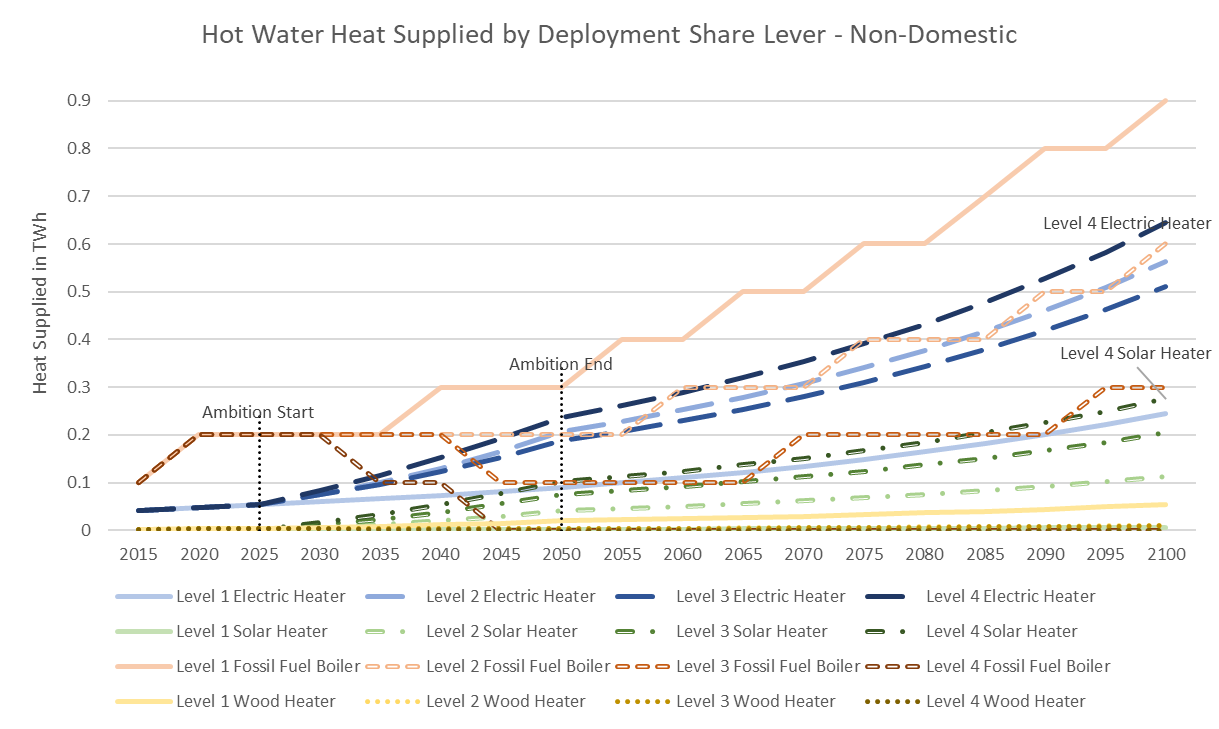 Hot Water Heat Supplied by Deployment Share Lever - Non-Domestic
Heat Supplied in TWh
0.9
0.8
0.7
0.6
0.5
0.4
0.3
0.2
0.1
0
Level 4 Electric Heater
Level 4 Solar Heater
Ambition End
Ambition Start
2015 2020 2025 2030 2035 2040 2045 2050 2055 2060 2065 2070 2075 2080 2085 2090 2095 2100
Level 1 Electric Heater Level 2 Electric Heater Level 3 Electric Heater Level 4 Electric Heater
Level 1 Solar Heater Level 2 Solar Heater Level 3 Solar Heater Level 4 Solar Heater
Level 1 Fossil Fuel Boiler Level 2 Fossil Fuel Boiler Level 3 Fossil Fuel Boiler Level 4 Fossil Fuel Boiler
Level 1 Wood Heater Level 2 Wood Heater Level 3 Wood Heater Level 4 Wood Heater